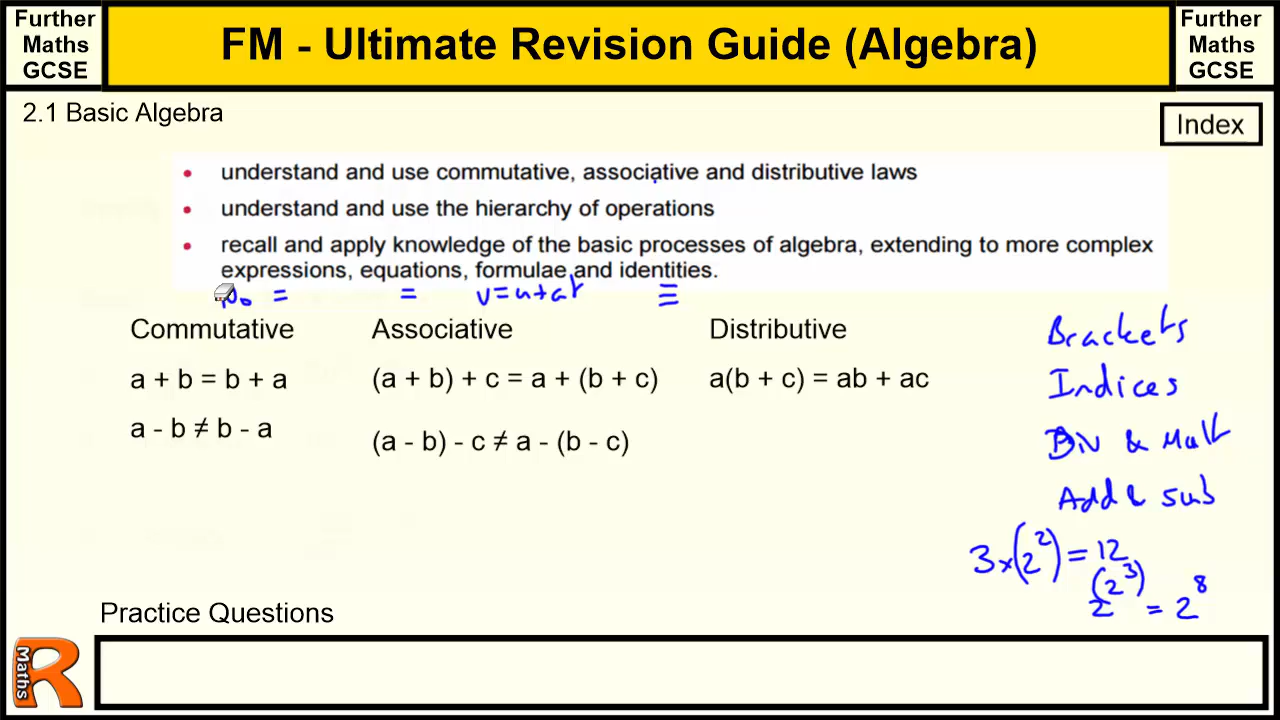 Further
Maths
GCSE
FM - Ultimate Revision Guide (Algebra)
Further
Maths
GCSE
2.1 Basic Algebra
Index
• understand and use commutative, associative and distributive laws
• understand and use the hierarchy of operations
• recall and apply knowledge of the basic processes of algebra, extending to more complex
expressions, equations, formulae and identities.
No = = v=u+at ≡
Commutative Associative Distributive
a + b = b + a (a + b) + c = a + (b + c) a(b + c) = ab + ac
a - b ≠ b - a
(a - b) - c ≠ a - (b - c)
Brackets
Indices
Div & Mult
Add & Sub
3×(2²)=12
2^(2³) = 2⁸
Practice Questions
R
Maths